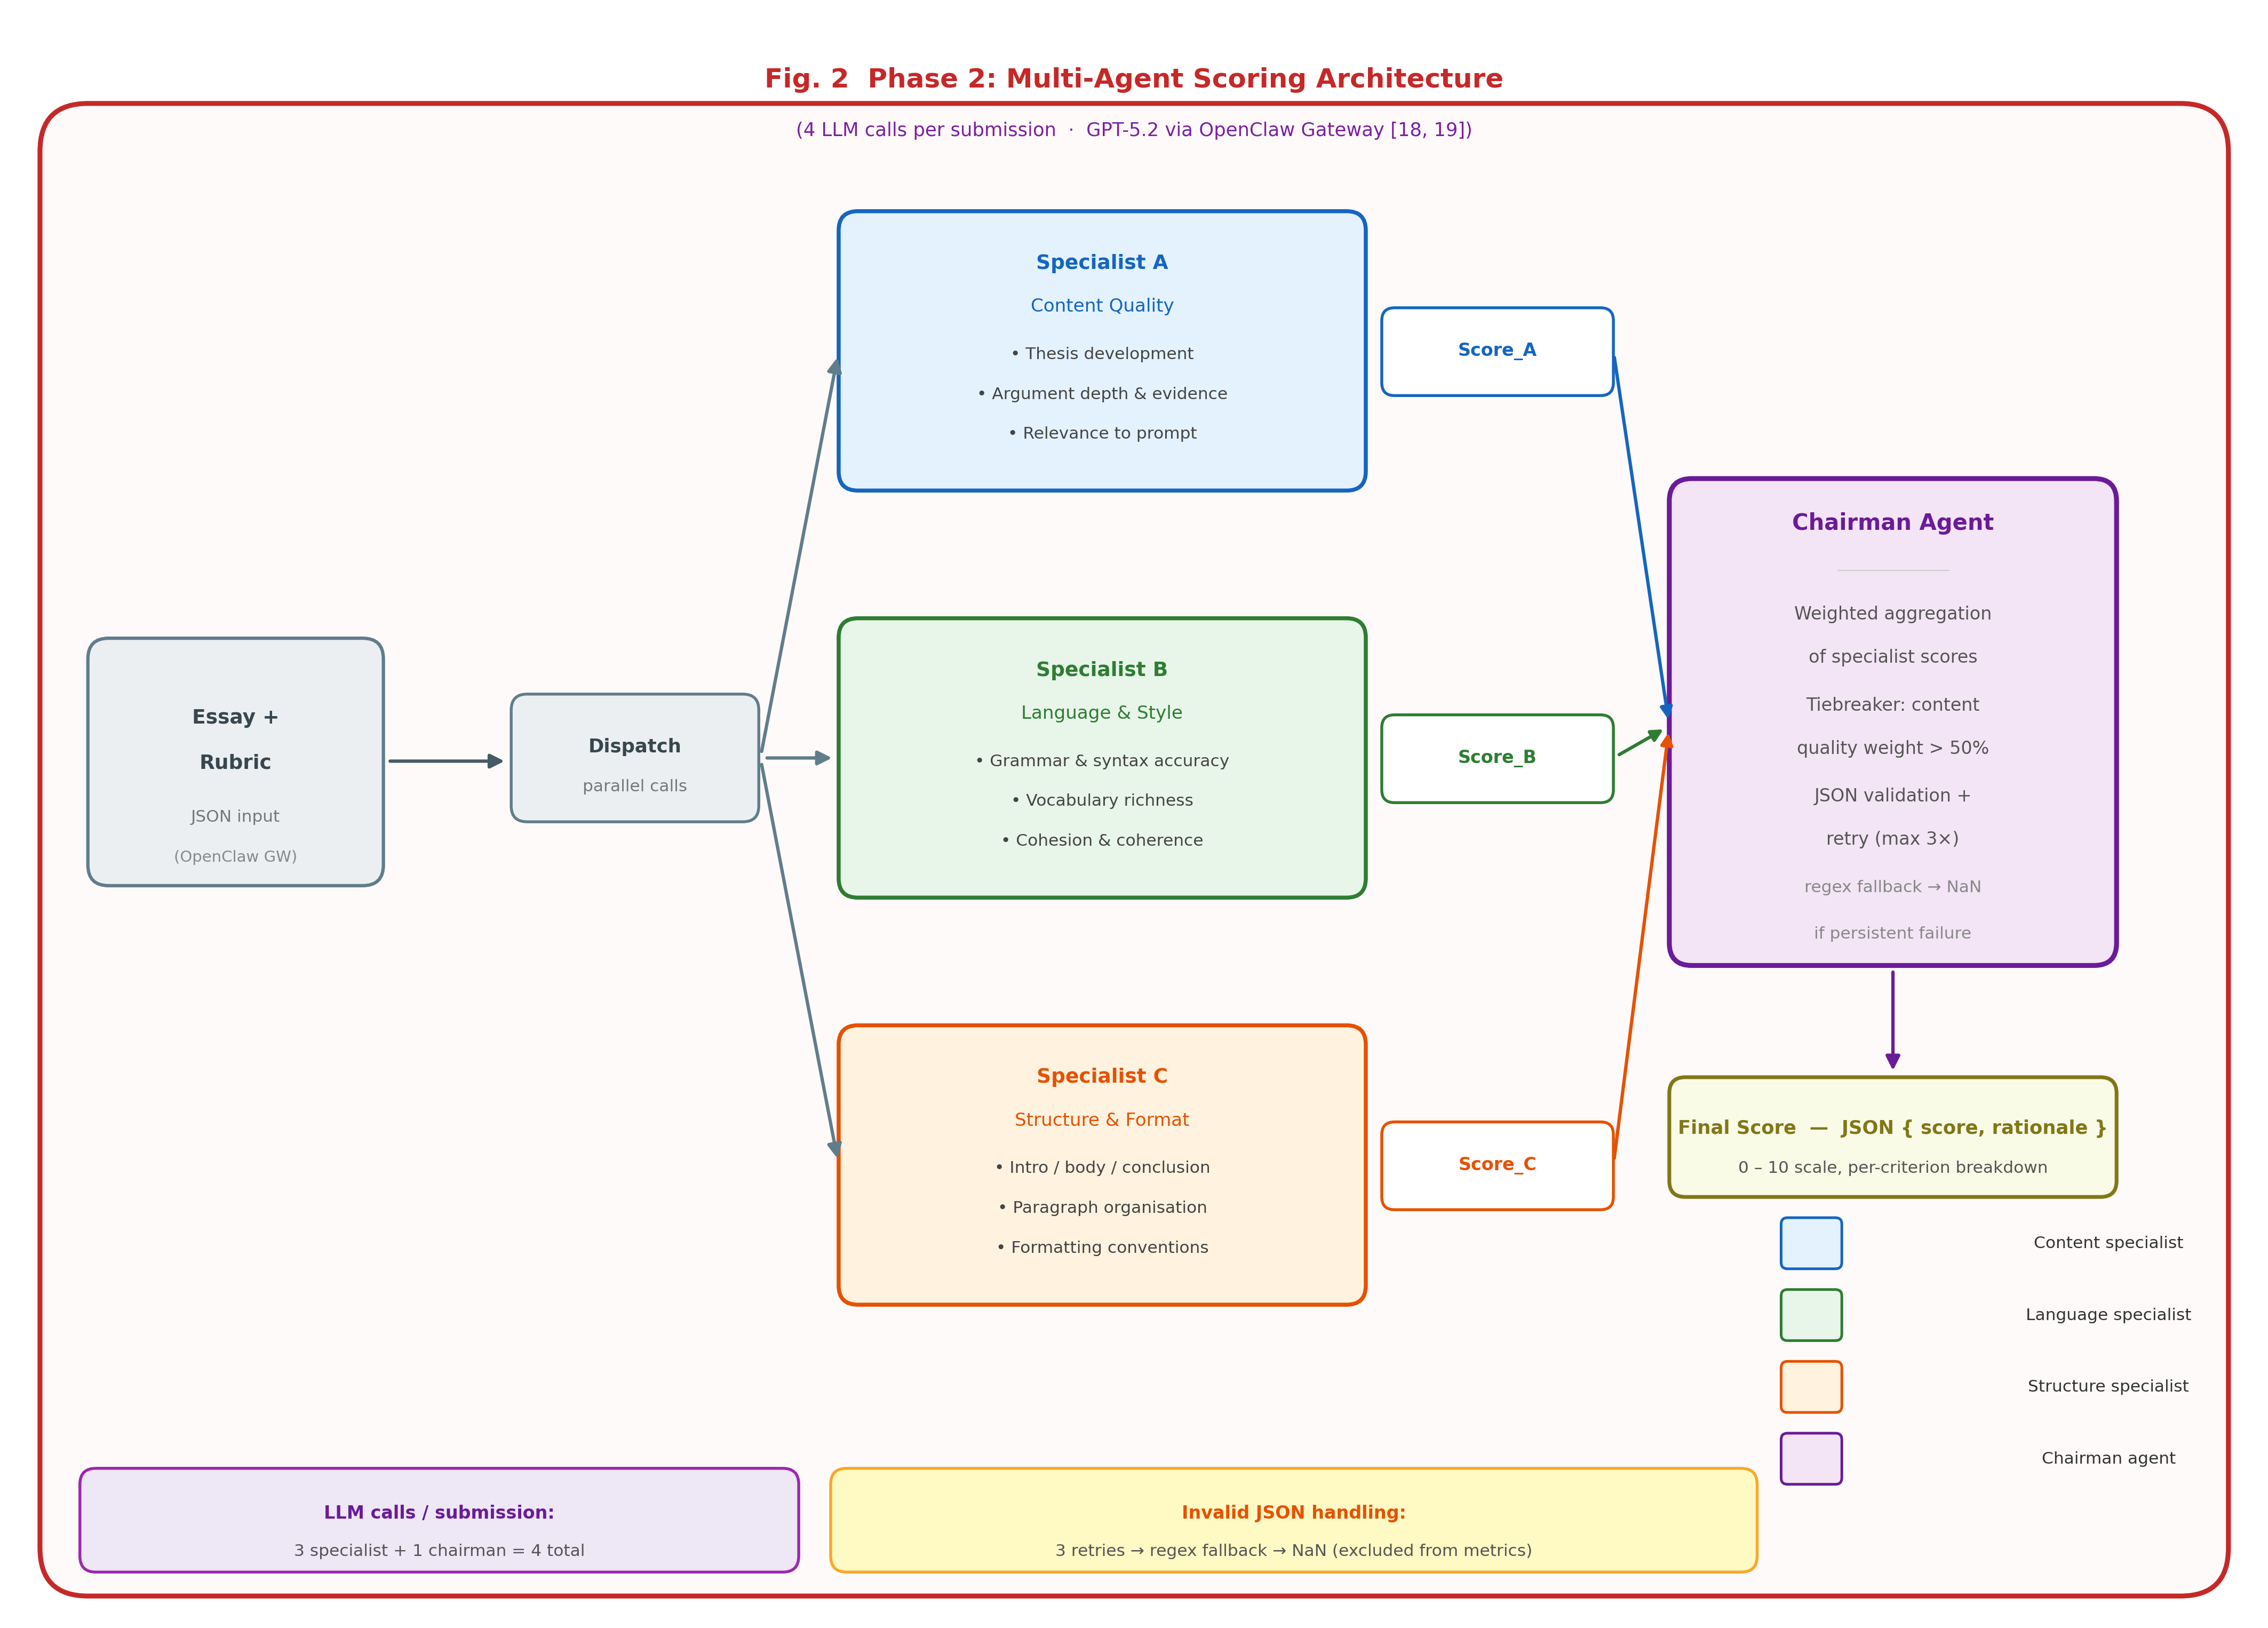 Fig. 2  Phase 2: Multi-Agent Scoring Architecture
(4 LLM calls per submission · GPT-5.2 via OpenClaw Gateway [18, 19])
Essay +
Rubric
JSON input
(OpenClaw GW)
Dispatch
parallel calls
Specialist A
Content Quality
• Thesis development
• Argument depth & evidence
• Relevance to prompt
Score_A
Specialist B
Language & Style
• Grammar & syntax accuracy
• Vocabulary richness
• Cohesion & coherence
Score_B
Specialist C
Structure & Format
• Intro / body / conclusion
• Paragraph organisation
• Formatting conventions
Score_C
Chairman Agent
Weighted aggregation
of specialist scores
Tiebreaker: content
quality weight > 50%
JSON validation +
retry (max 3×)
regex fallback → NaN
if persistent failure
Final Score — JSON { score, rationale }
0 – 10 scale, per-criterion breakdown
Content specialist
Language specialist
Structure specialist
Chairman agent
LLM calls / submission:
3 specialist + 1 chairman = 4 total
Invalid JSON handling:
3 retries → regex fallback → NaN (excluded from metrics)